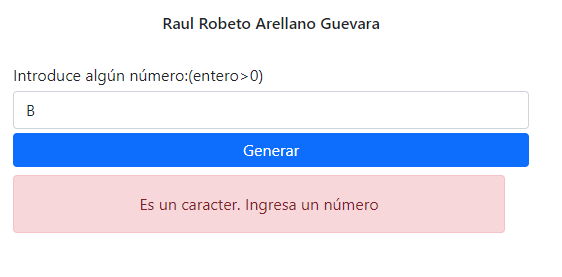 Raul Robeto Arellano Guevara
Introduce algún número:(entero>0)
B
Generar
Es un caracter. Ingresa un número